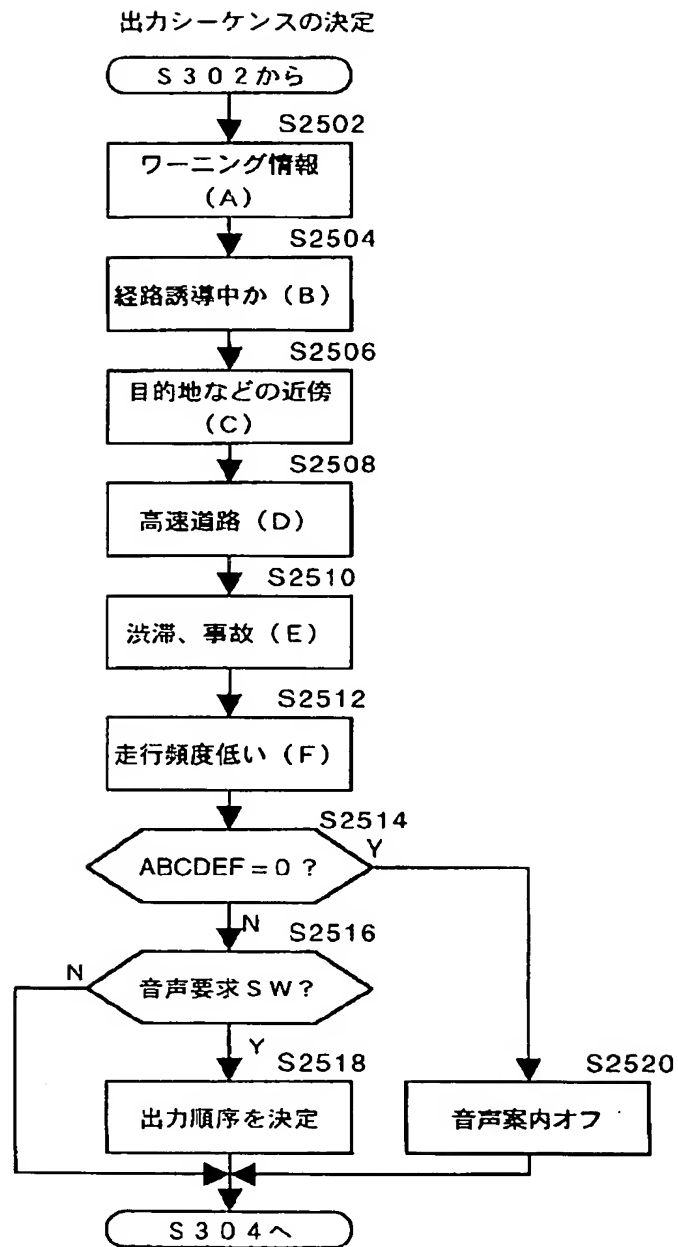 出力シーケンスの決定
S302から
S2502
ワーニング情報
(A)
S2504
経路誘導中か(B)
S2506
目的地などの近傍
(C)
S2508
高速道路(D)
S2510
渋滞、事故(E)
S2512
走行頻度低い(F)
S2514
ABCDEF=0?
Y
N
S2516
音声要求SW?
N
Y
S2518
出力順序を決定
S2520
音声案内オフ
S304へ